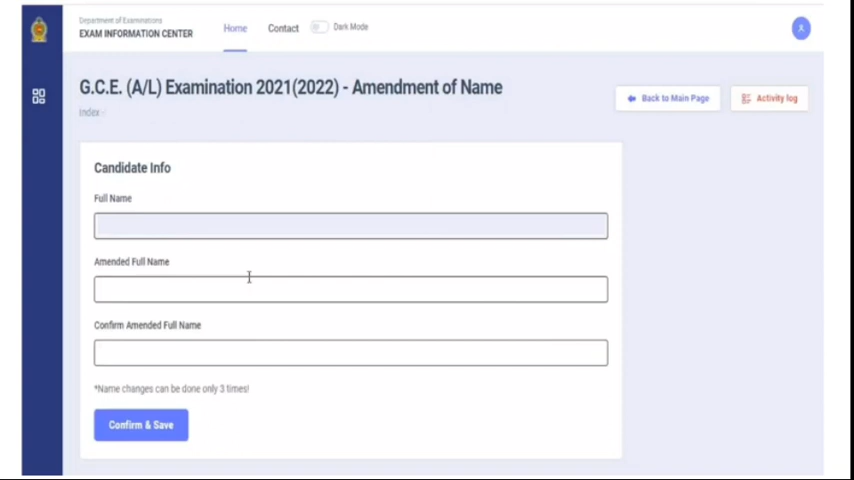 Department of Examinations
EXAM INFORMATION CENTER
Home
Contact
Dark Mode
G.C.E. (A/L) Examination 2021(2022) - Amendment of Name
Index -
Back to Main Page
Activity log
Candidate Info
Full Name
Amended Full Name
Confirm Amended Full Name
*Name changes can be done only 3 times!
Confirm & Save